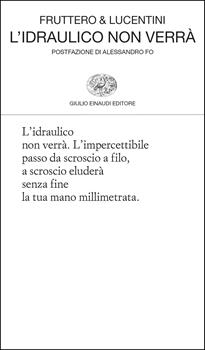 FRUTTERO & LUCENTINI
L'IDRAULICO NON VERRÀ
POSTFAZIONE DI ALESSANDRO FO
GIULIO EINAUDI EDITORE
L'idraulico
non verrà. L'impercettibile
passo da scroscio a filo,
a scroscio eluderà
senza fine
la tua mano millimetrata.